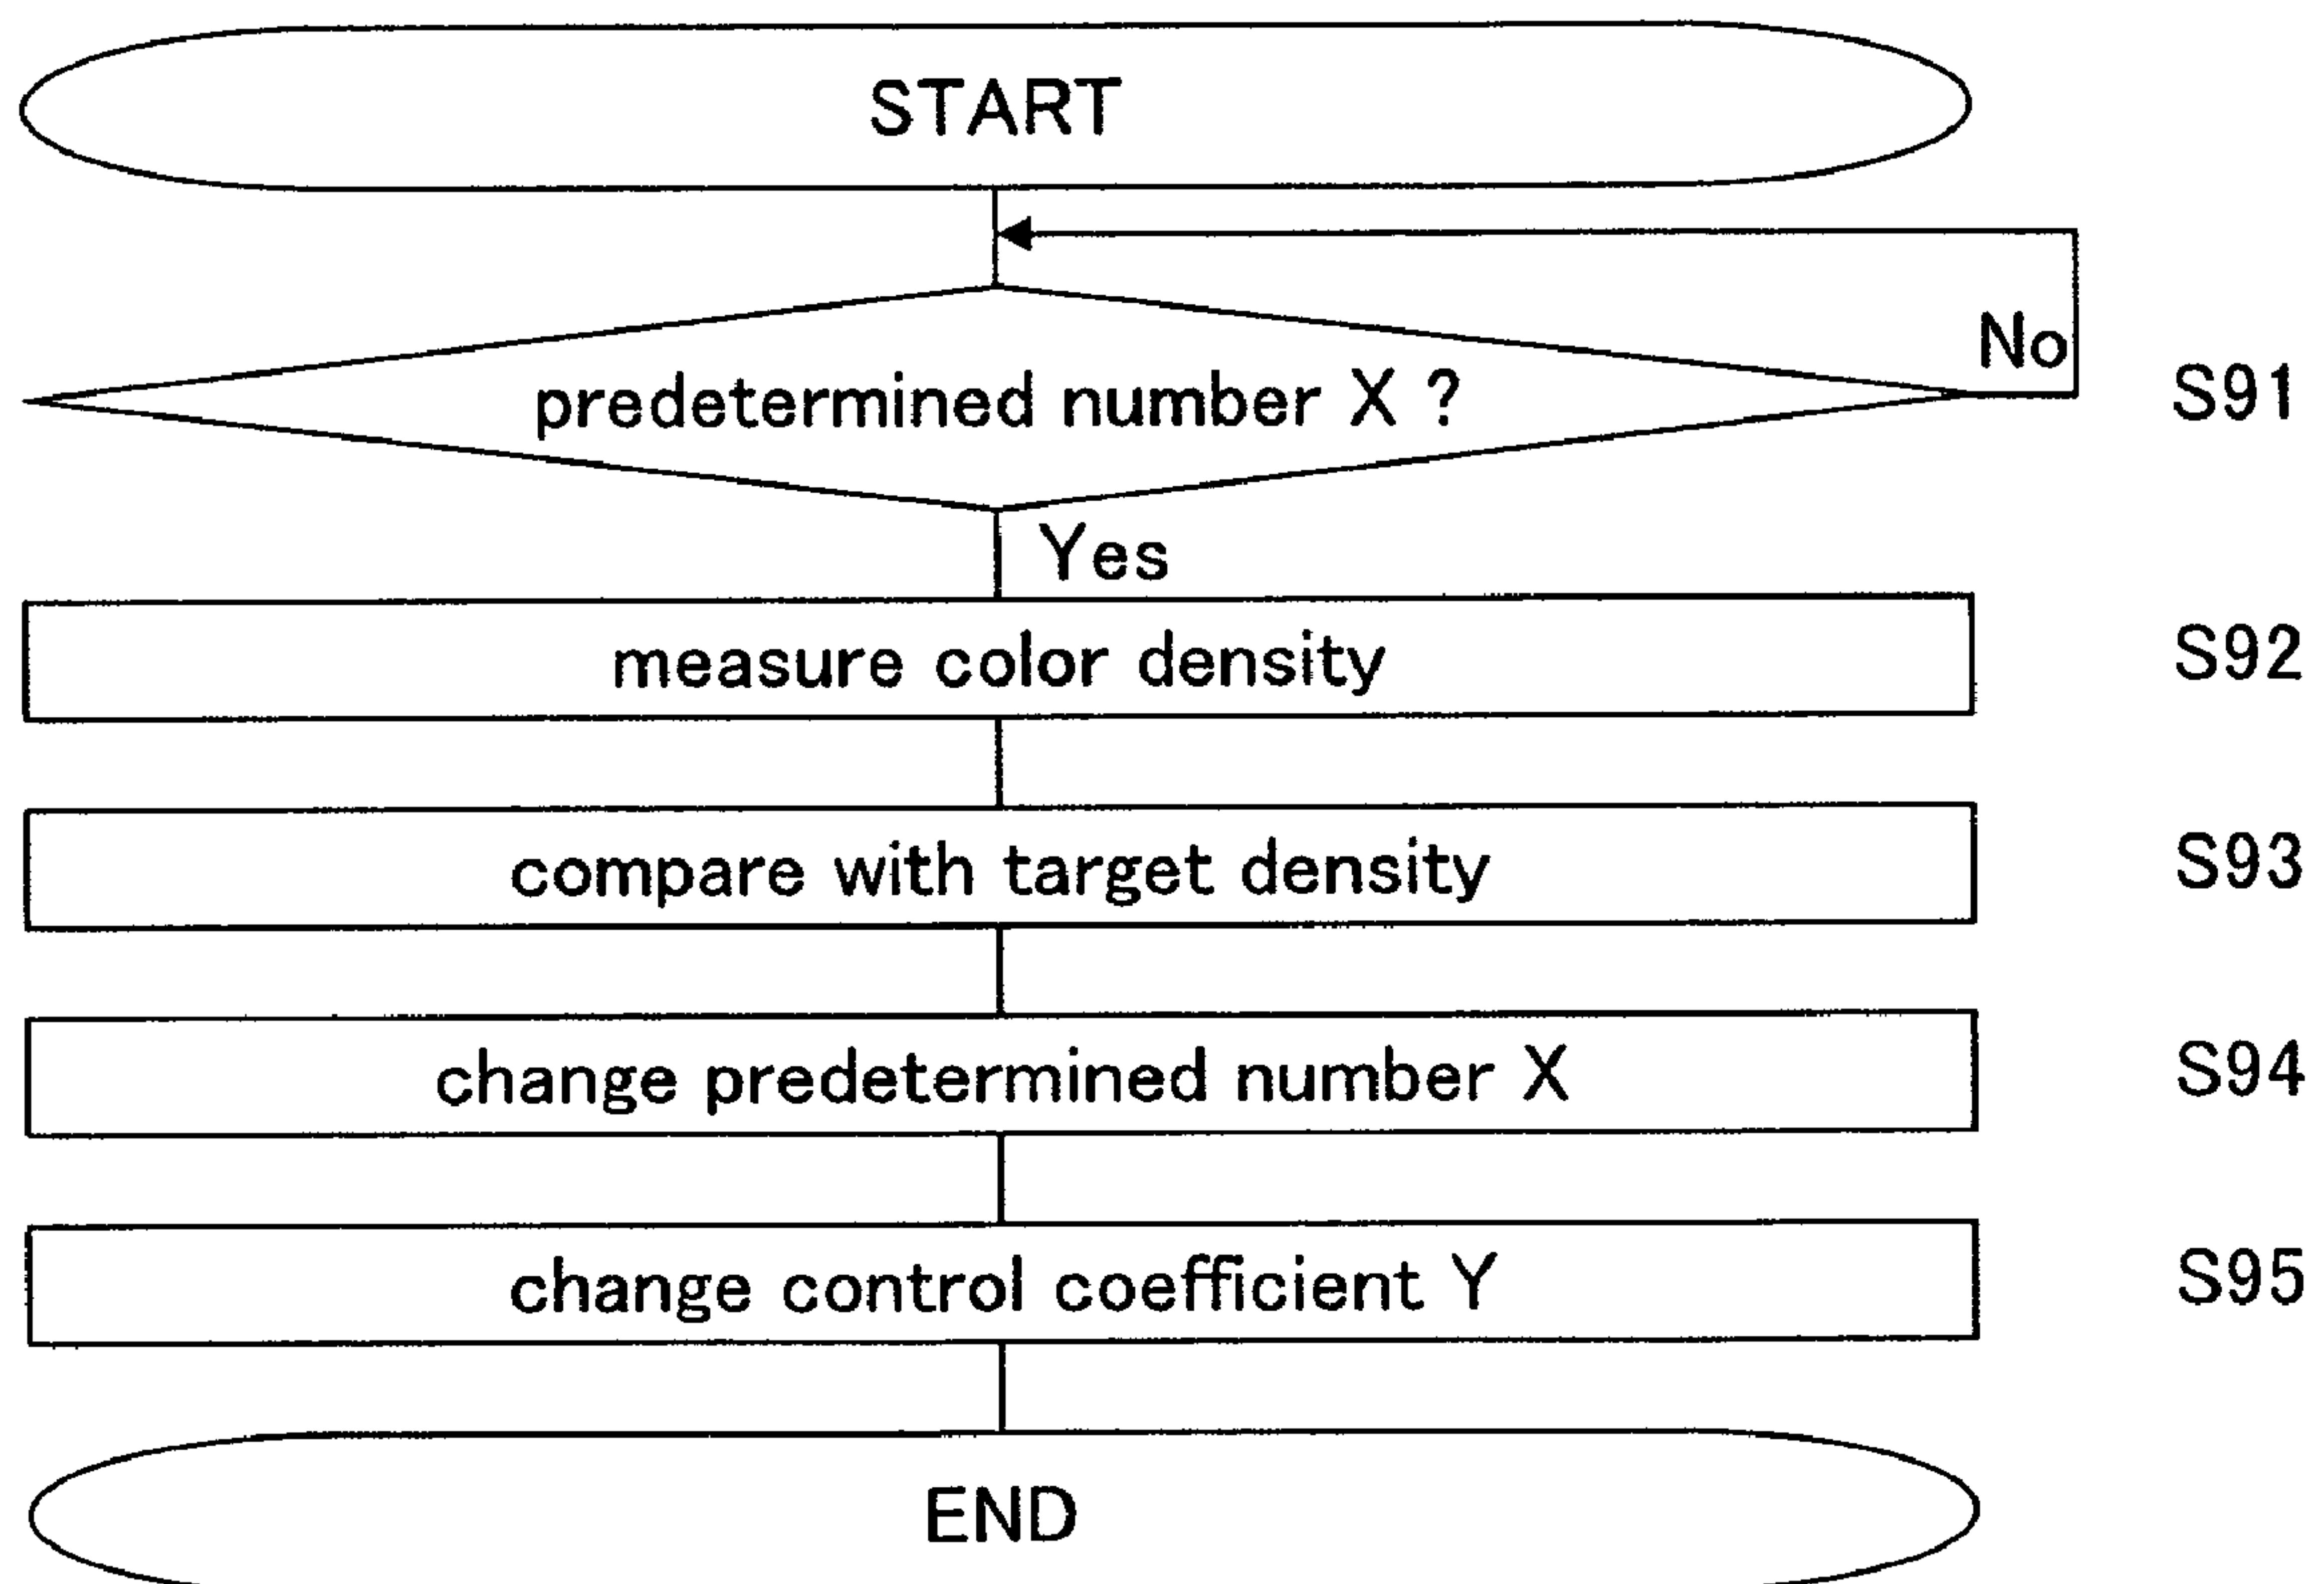 START
No
predetermined number X ?
S91
Yes
measure color density
S92
compare with target density
S93
change predetermined number X
S94
change control coefficient Y
S95
END